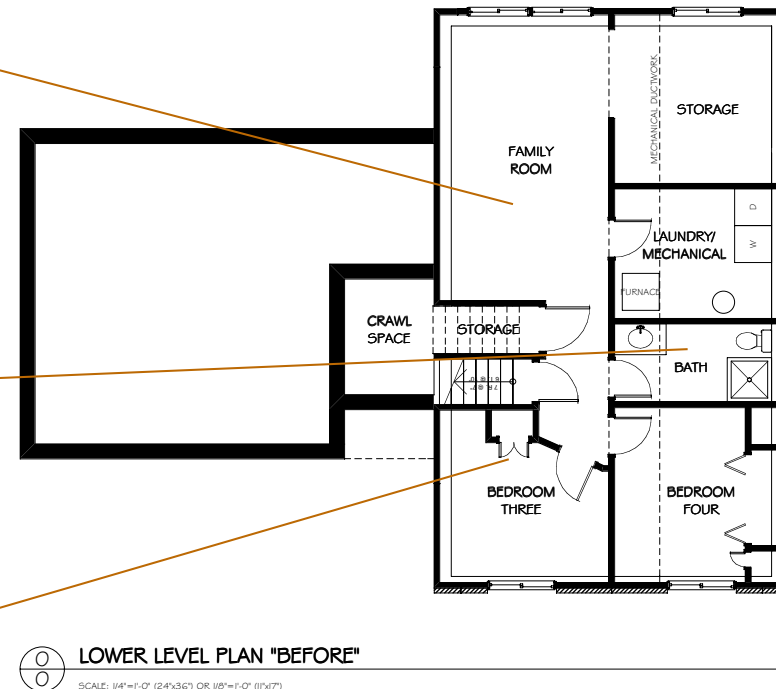 MECHANICAL DUCTWORK
STORAGE
FAMILY
ROOM
D
W
LAUNDRY/
MECHANICAL
FURNACE
CRAWL
SPACE
STORAGE
BATH
BEDROOM
THREE
BEDROOM
FOUR
O
O
LOWER LEVEL PLAN "BEFORE"
SCALE: 1/4"=1'-0" (24"x36") OR 1/8"=1'-0" (11"x17")